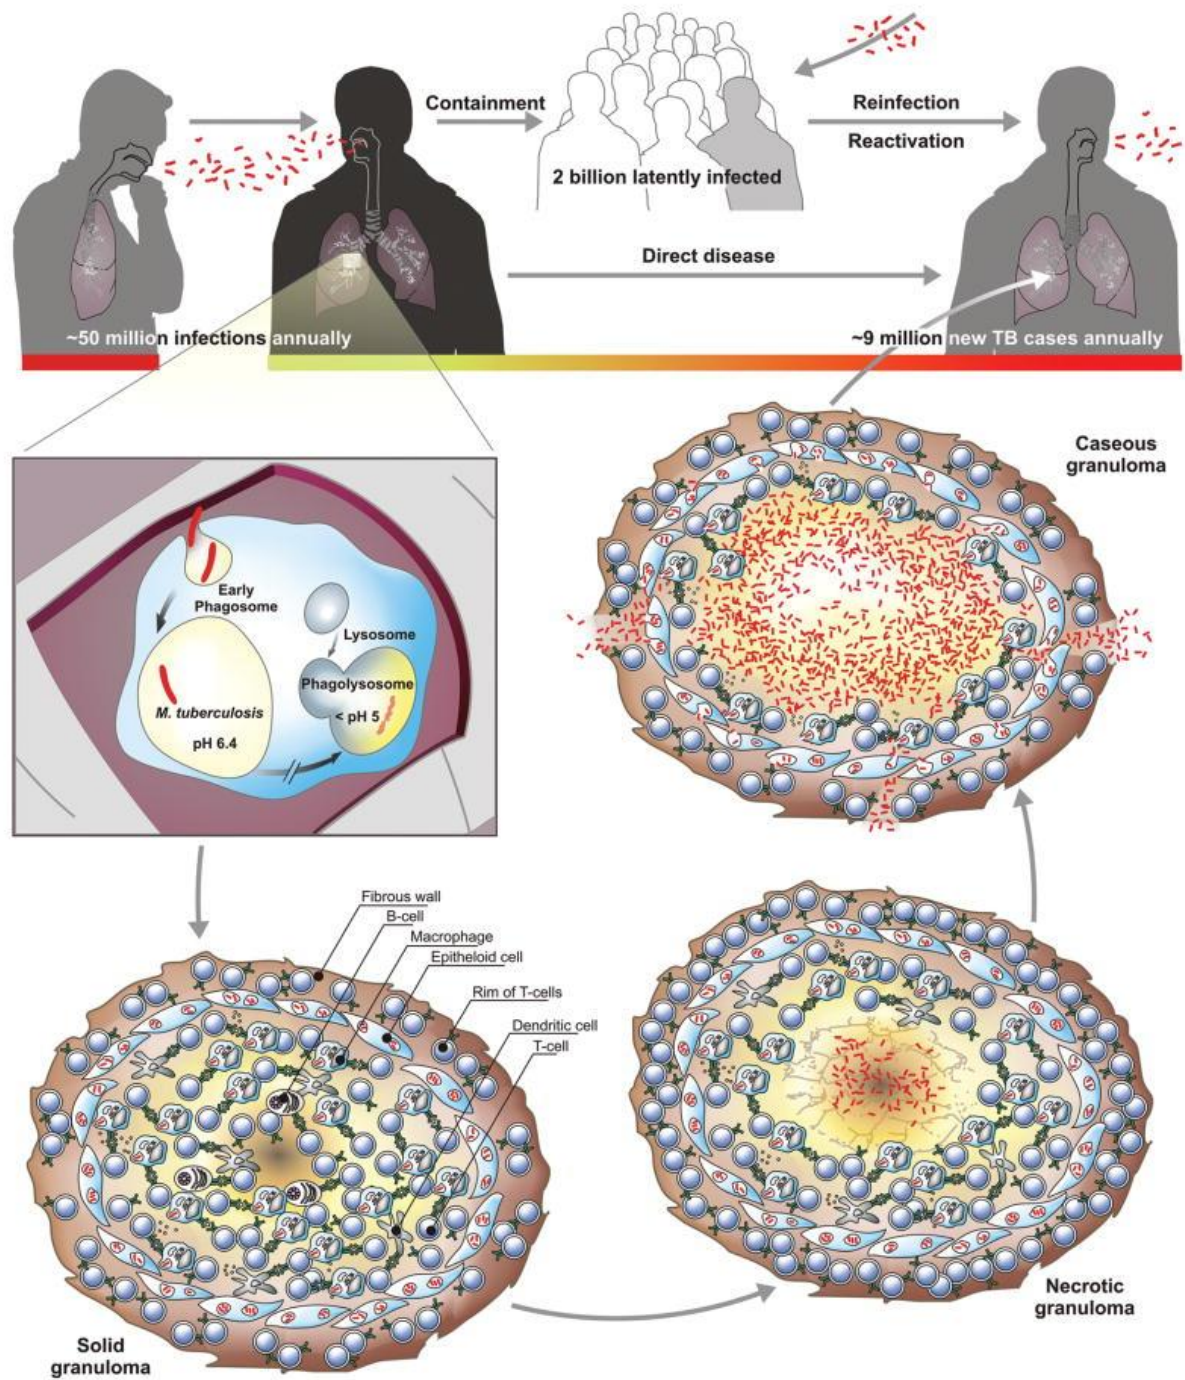 Containment
2 billion latently infected
Reinfection
Reactivation
Direct disease
~50 million infections annually
~9 million new TB cases annually
Caseous
granuloma
Early
Phagosome
Lysosome
Phagolysosome
< pH 5
M. tuberculosis
pH 6.4
Fibrous wall
B-cell
Macrophage
Epitheloid cell
Rim of T-cells
Dendritic cell
T-cell
Solid
granuloma
Necrotic
granuloma